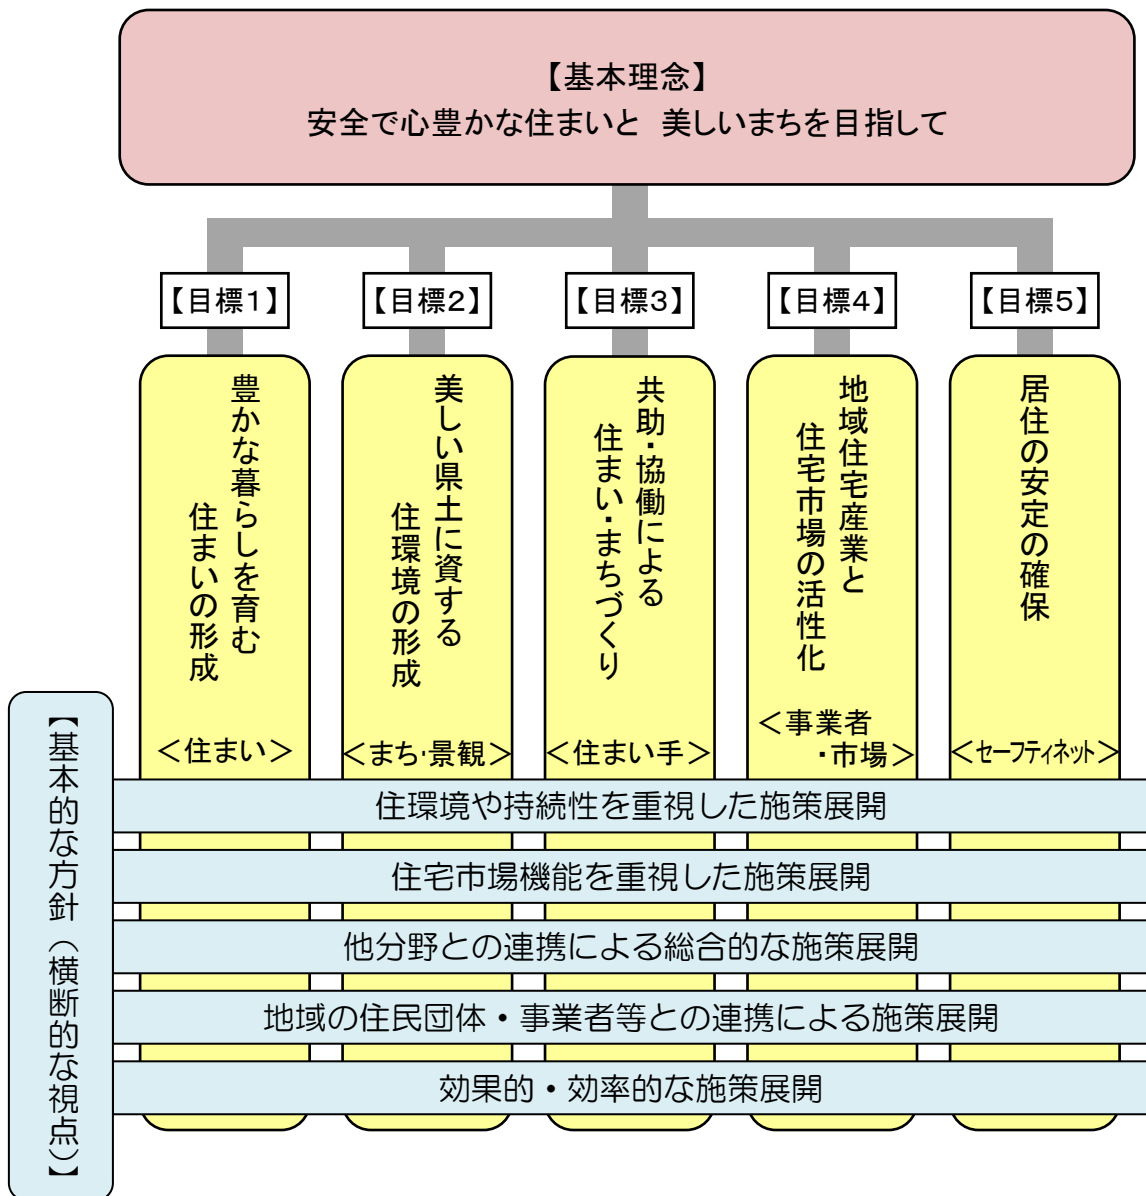 【基本理念】
安全で心豊かな住まいと 美しいまちを目指して
【目標1】
【目標2】
【目標3】
【目標4】
【目標5】
豊かな暮らしを育む
住まいの形成
<住まい>
美しい県土に資する
住環境の形成
<まち・景観>
共助・協働による
住まい・まちづくり
<住まい手>
地域住宅産業と
住宅市場の活性化
<事業者
・市場>
居住の安定の確保
<セーフティネット>
【基本的な方針(横断的な視点)】
住環境や持続性を重視した施策展開
住宅市場機能を重視した施策展開
他分野との連携による総合的な施策展開
地域の住民団体・事業者等との連携による施策展開
効果的・効率的な施策展開